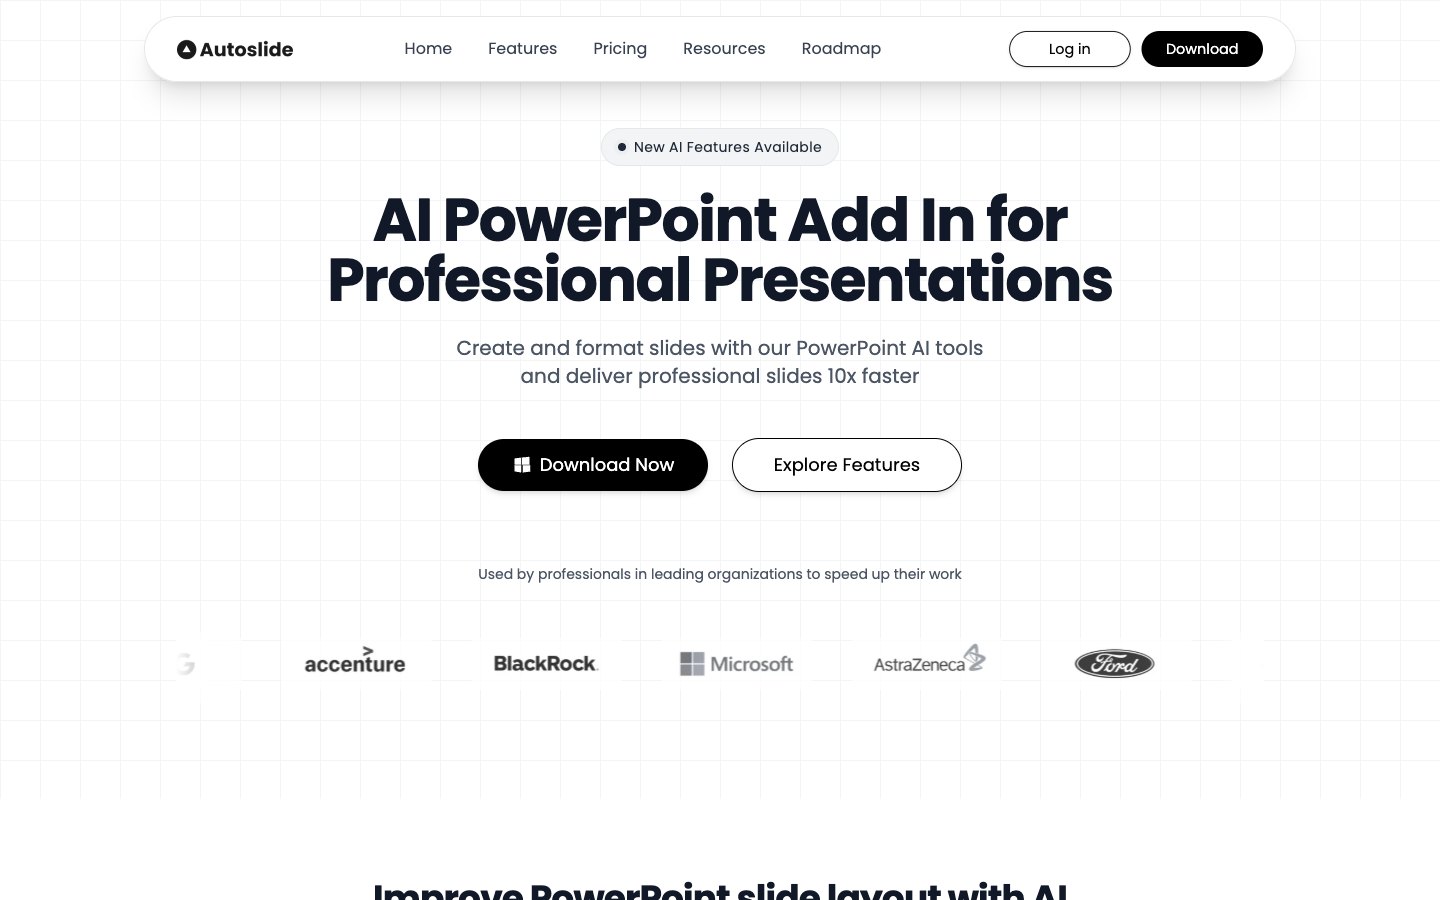 Autoslide
Home Features Pricing Resources Roadmap
Log in
Download
New AI Features Available
AI PowerPoint Add In for
Professional Presentations
Create and format slides with our PowerPoint AI tools
and deliver professional slides 10x faster
Download Now
Explore Features
Used by professionals in leading organizations to speed up their work
G
accenture
BlackRock.
Microsoft
AstraZeneca
Ford
Improve PowerPoint slide layout with AI